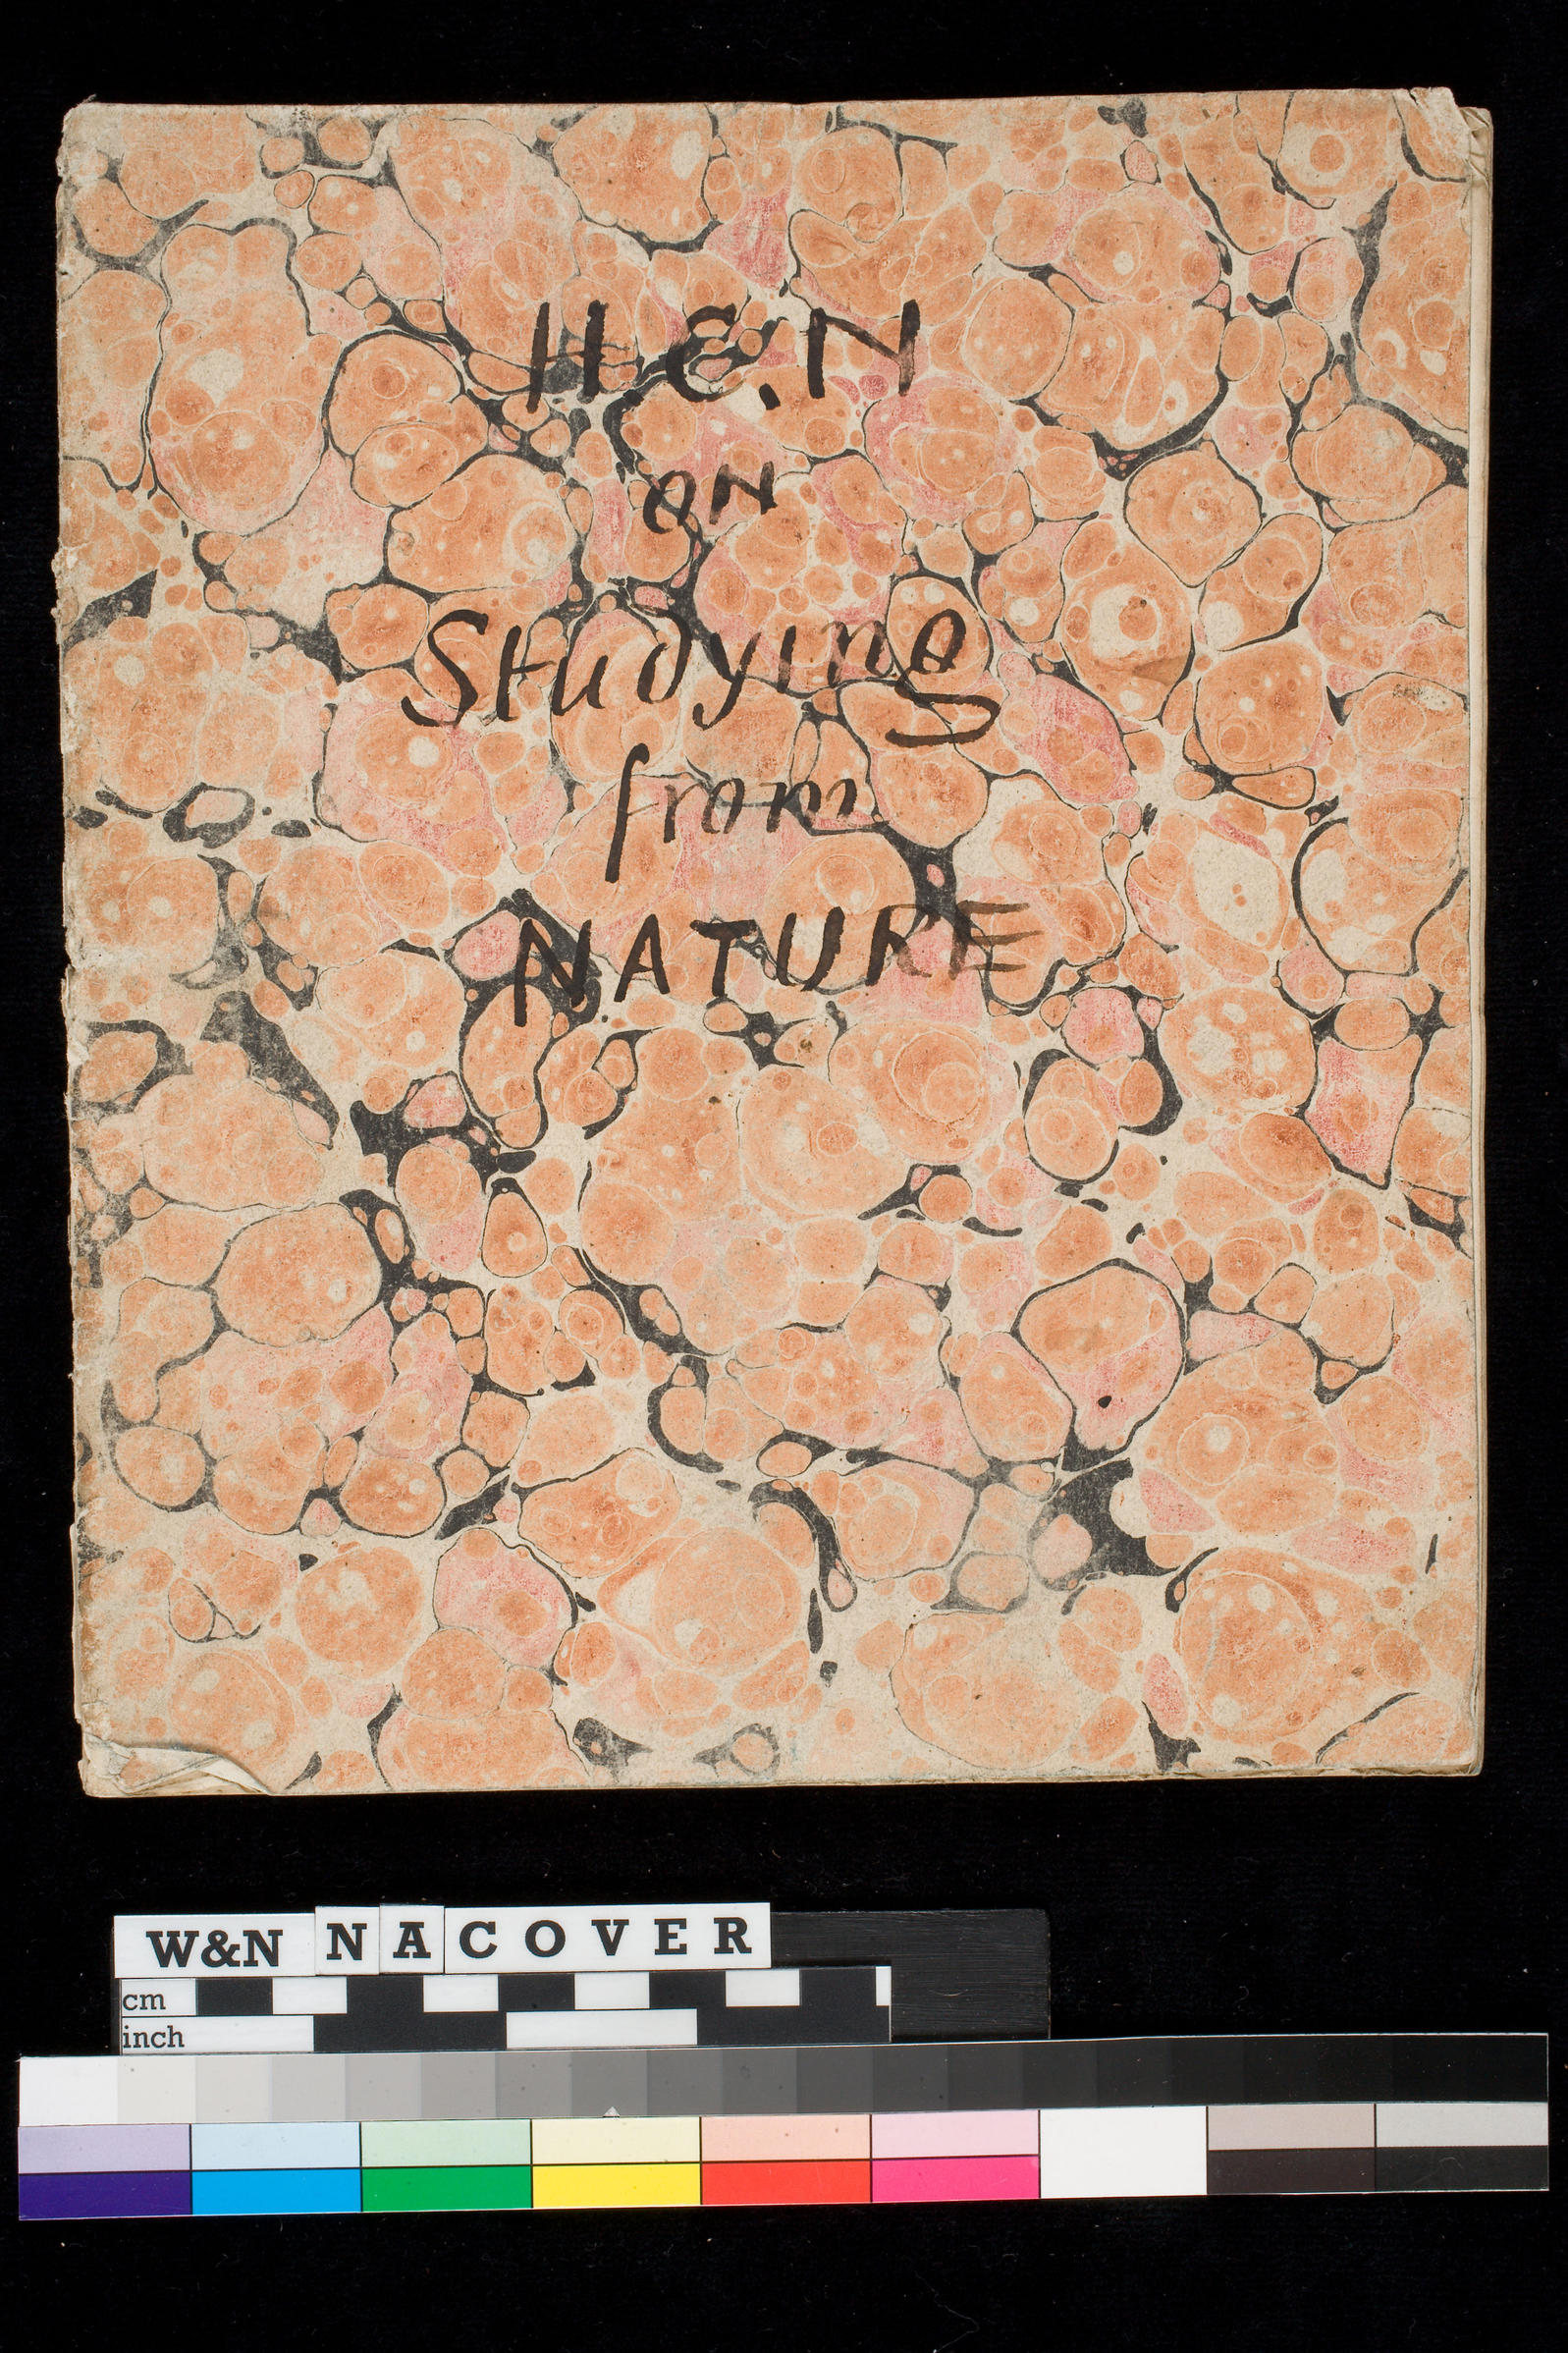 H.C.N
ON
Studying
from
NATURE
W&N NACOVER
cm
inch